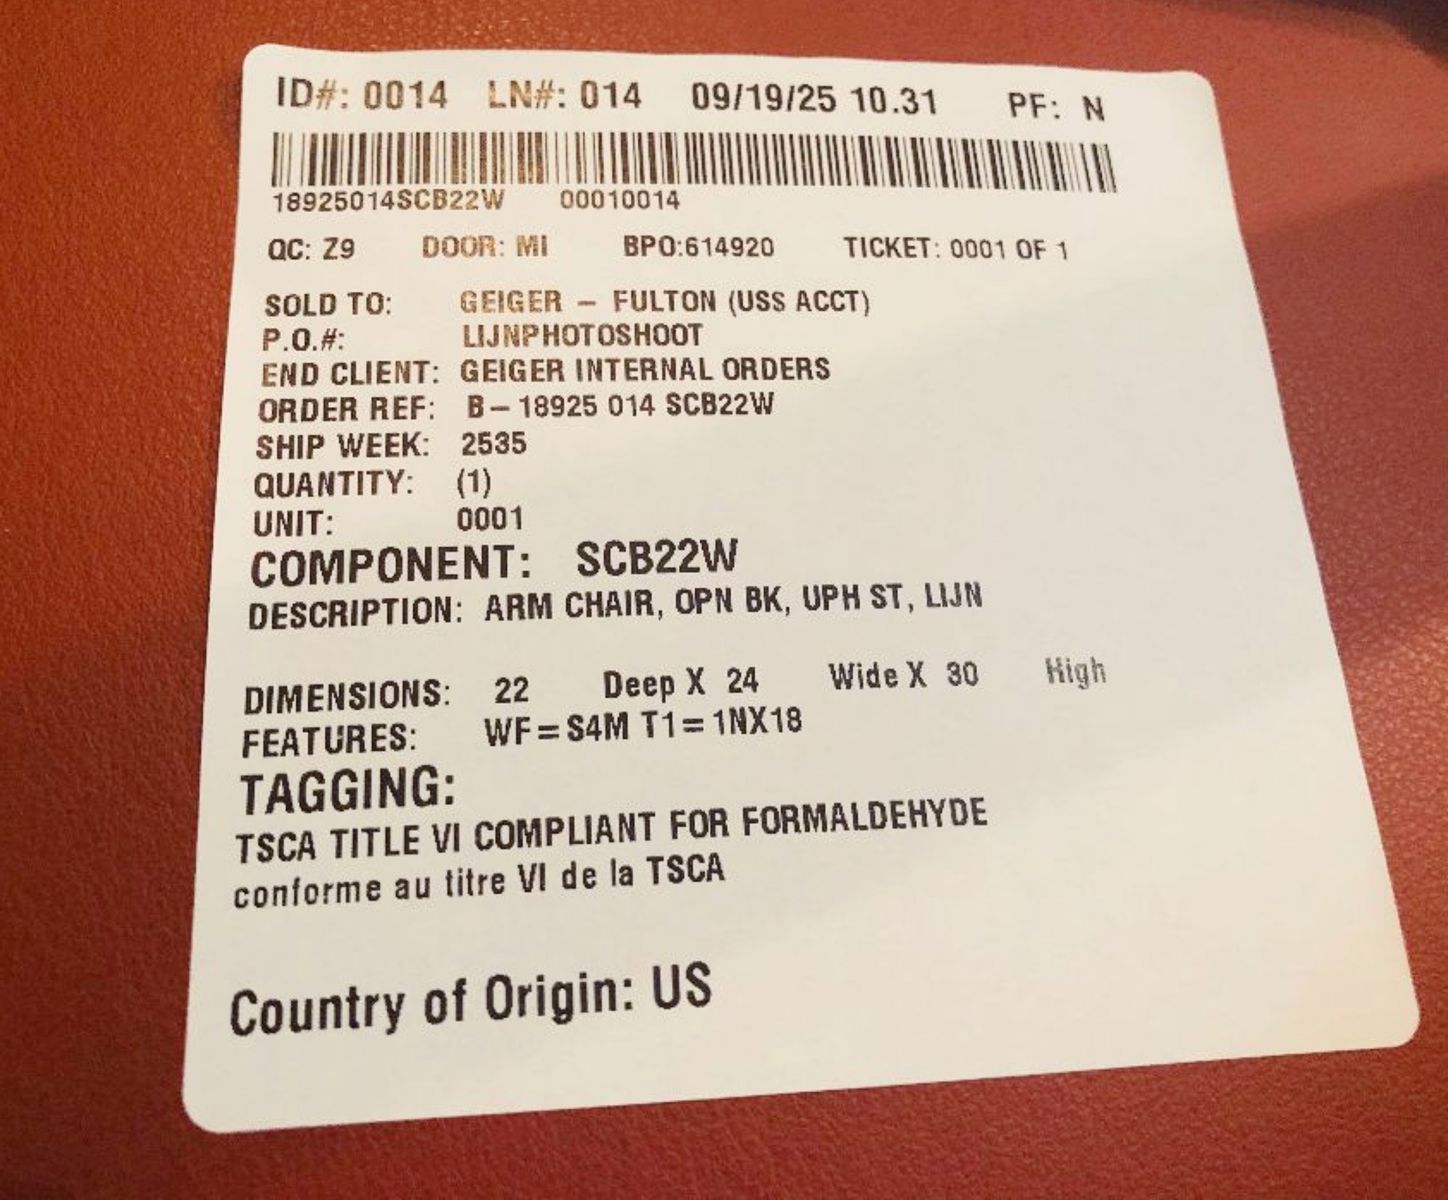 ID#: 0014 LN#: 014 09/19/25 10.31 PF: N
18925014SCB22W 00010014
QC: Z9 DOOR: MI BPO:614920 TICKET: 0001 OF 1
SOLD TO: GEIGER – FULTON (USS ACCT)
P.O.#: LIJNPHOTOSHOOT
END CLIENT: GEIGER INTERNAL ORDERS
ORDER REF: B – 18925 014 SCB22W
SHIP WEEK: 2535
QUANTITY: (1)
UNIT: 0001
COMPONENT: SCB22W
DESCRIPTION: ARM CHAIR, OPN BK, UPH ST, LIJN
DIMENSIONS: 22 Deep X 24 Wide X 30 High
FEATURES: WF = S4M T1 = 1NX18
TAGGING:
TSCA TITLE VI COMPLIANT FOR FORMALDEHYDE
conforme au titre VI de la TSCA
Country of Origin: US